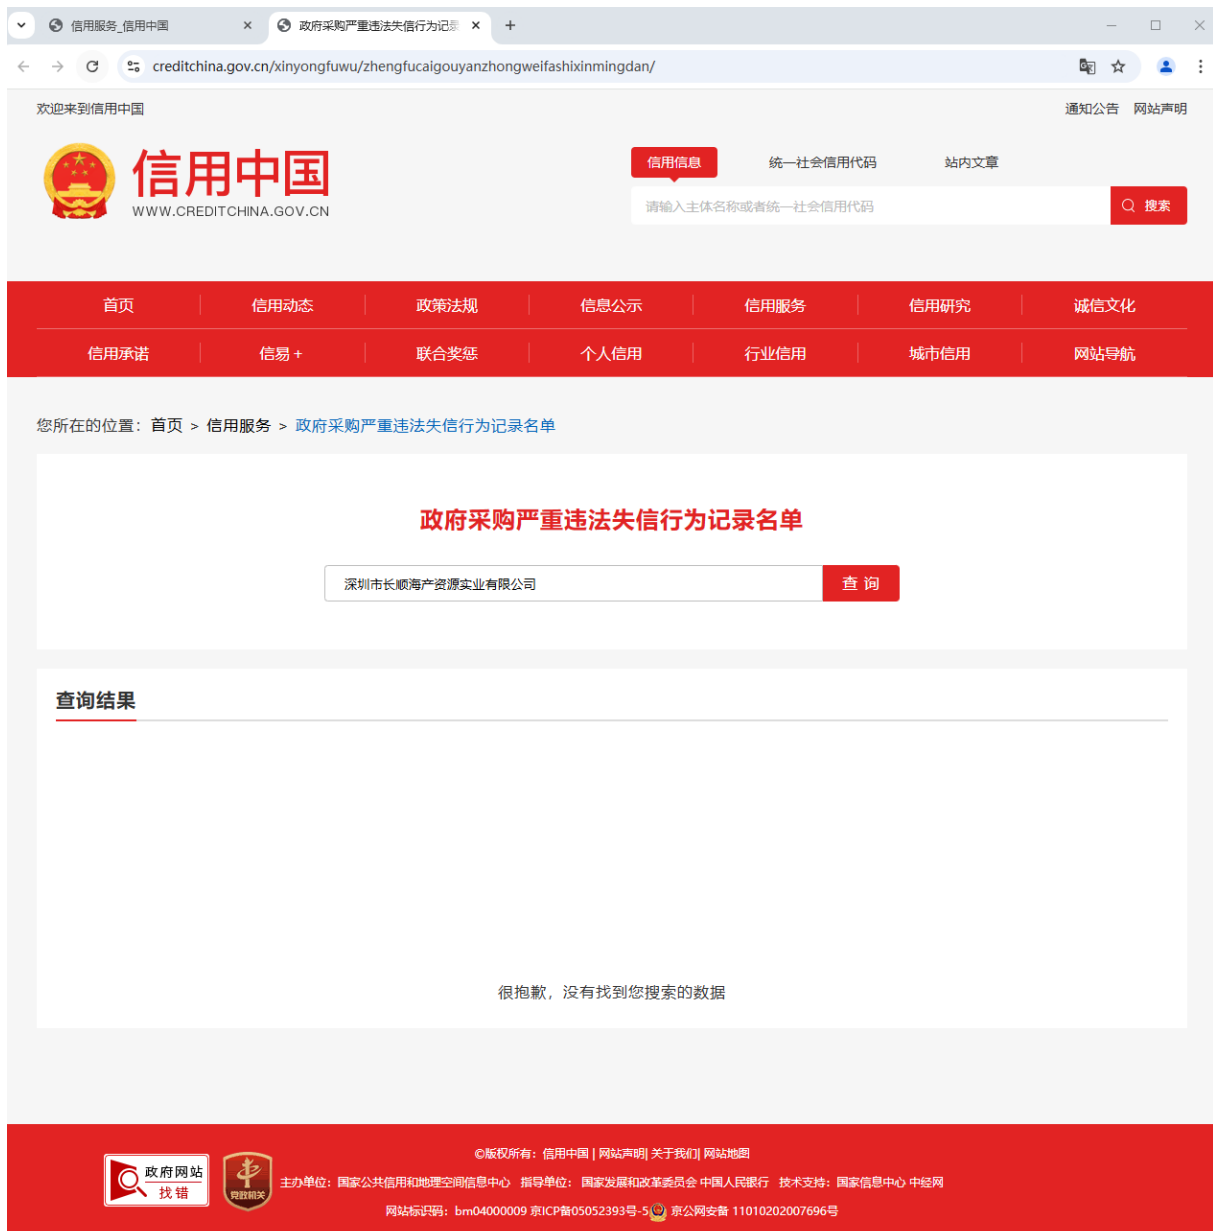 信用服务_信用中国
政府采购严重违法失信行为记录
creditchina.gov.cn/xinyongfuwu/zhengfucaigouyanzhongweifashixinmingdan/
欢迎来到信用中国
通知公告 网站声明
信用中国
WWW.CREDITCHINA.GOV.CN
信用信息 统一社会信用代码 站内文章
请输入主体名称或者统一社会信用代码
搜索
首页 信用动态 政策法规 信息公示 信用服务 信用研究 诚信文化
信用承诺 信易+ 联合奖惩 个人信用 行业信用 城市信用 网站导航
您所在的位置：首页 > 信用服务 > 政府采购严重违法失信行为记录名单
政府采购严重违法失信行为记录名单
深圳市长顺海产资源实业有限公司
查 询
查询结果
很抱歉，没有找到您搜索的数据
政府网站
找错
党政机关
©版权所有：信用中国 | 网站声明| 关于我们| 网站地图
主办单位：国家公共信用和地理空间信息中心 指导单位： 国家发展和改革委员会 中国人民银行 技术支持：国家信息中心 中经网
网站标识码：bm04000009 京ICP备05052393号-5 京公网安备 11010202007696号